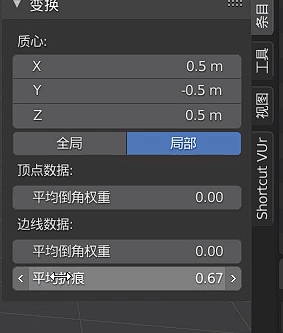 变换
质心:
X 0.5 m
Y -0.5 m
Z 0.5 m
全局 局部
顶点数据:
平均倒角权重 0.00
边线数据:
平均倒角权重 0.00
平均 痕 0.67
条目
工具
视图
Shortcut VUr